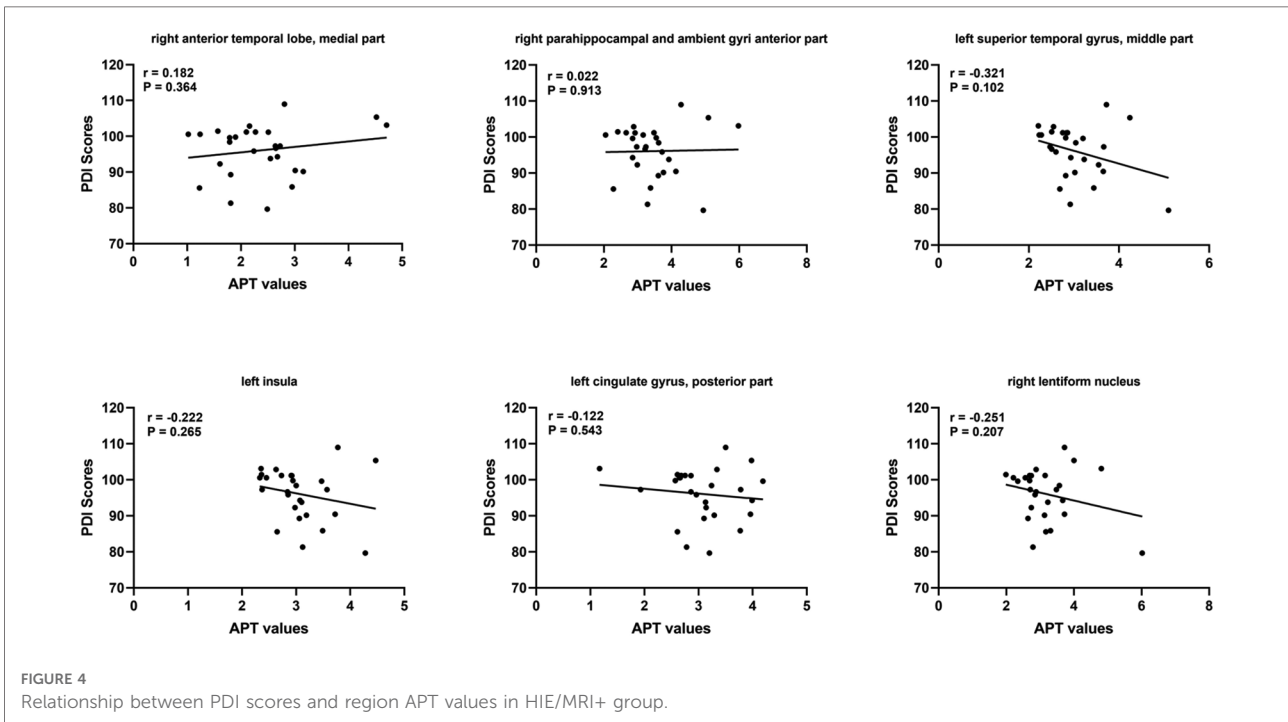 right anterior temporal lobe, medial part
r = 0.182
P = 0.364
PDI Scores
120
110
100
90
80
70
0 1 2 3 4 5
APT values
right parahippocampal and ambient gyri anterior part
r = 0.022
P = 0.913
PDI Scores
120
110
100
90
80
70
0 2 4 6 8
APT values
left superior temporal gyrus, middle part
r = -0.321
P = 0.102
PDI Scores
120
110
100
90
80
70
0 2 4 6
APT values
left insula
r = -0.222
P = 0.265
PDI Scores
120
110
100
90
80
70
0 1 2 3 4 5
APT values
left cingulate gyrus, posterior part
r = -0.122
P = 0.543
PDI Scores
120
110
100
90
80
70
0 1 2 3 4 5
APT values
right lentiform nucleus
r = -0.251
P = 0.207
PDI Scores
120
110
100
90
80
70
0 2 4 6 8
APT values
FIGURE 4
Relationship between PDI scores and region APT values in HIE/MRI+ group.